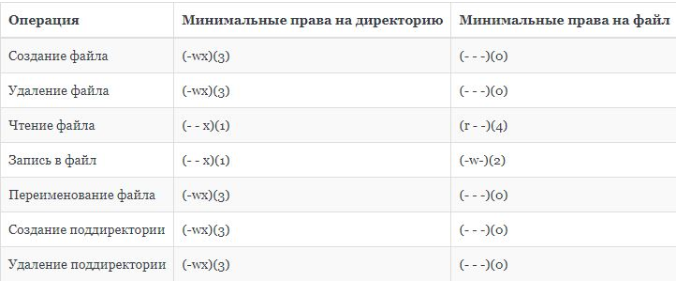 Операция Минимальные права на директорию Минимальные права на файл
Создание файла (-wx)(3) (- - -)(0)
Удаление файла (-wx)(3) (- - -)(0)
Чтение файла (- - x)(1) (r - -)(4)
Запись в файл (- - x)(1) (-w-)(2)
Переименование файла (-wx)(3) (- - -)(0)
Создание поддиректории (-wx)(3) (- - -)(0)
Удаление поддиректории (-wx)(3) (- - -)(0)